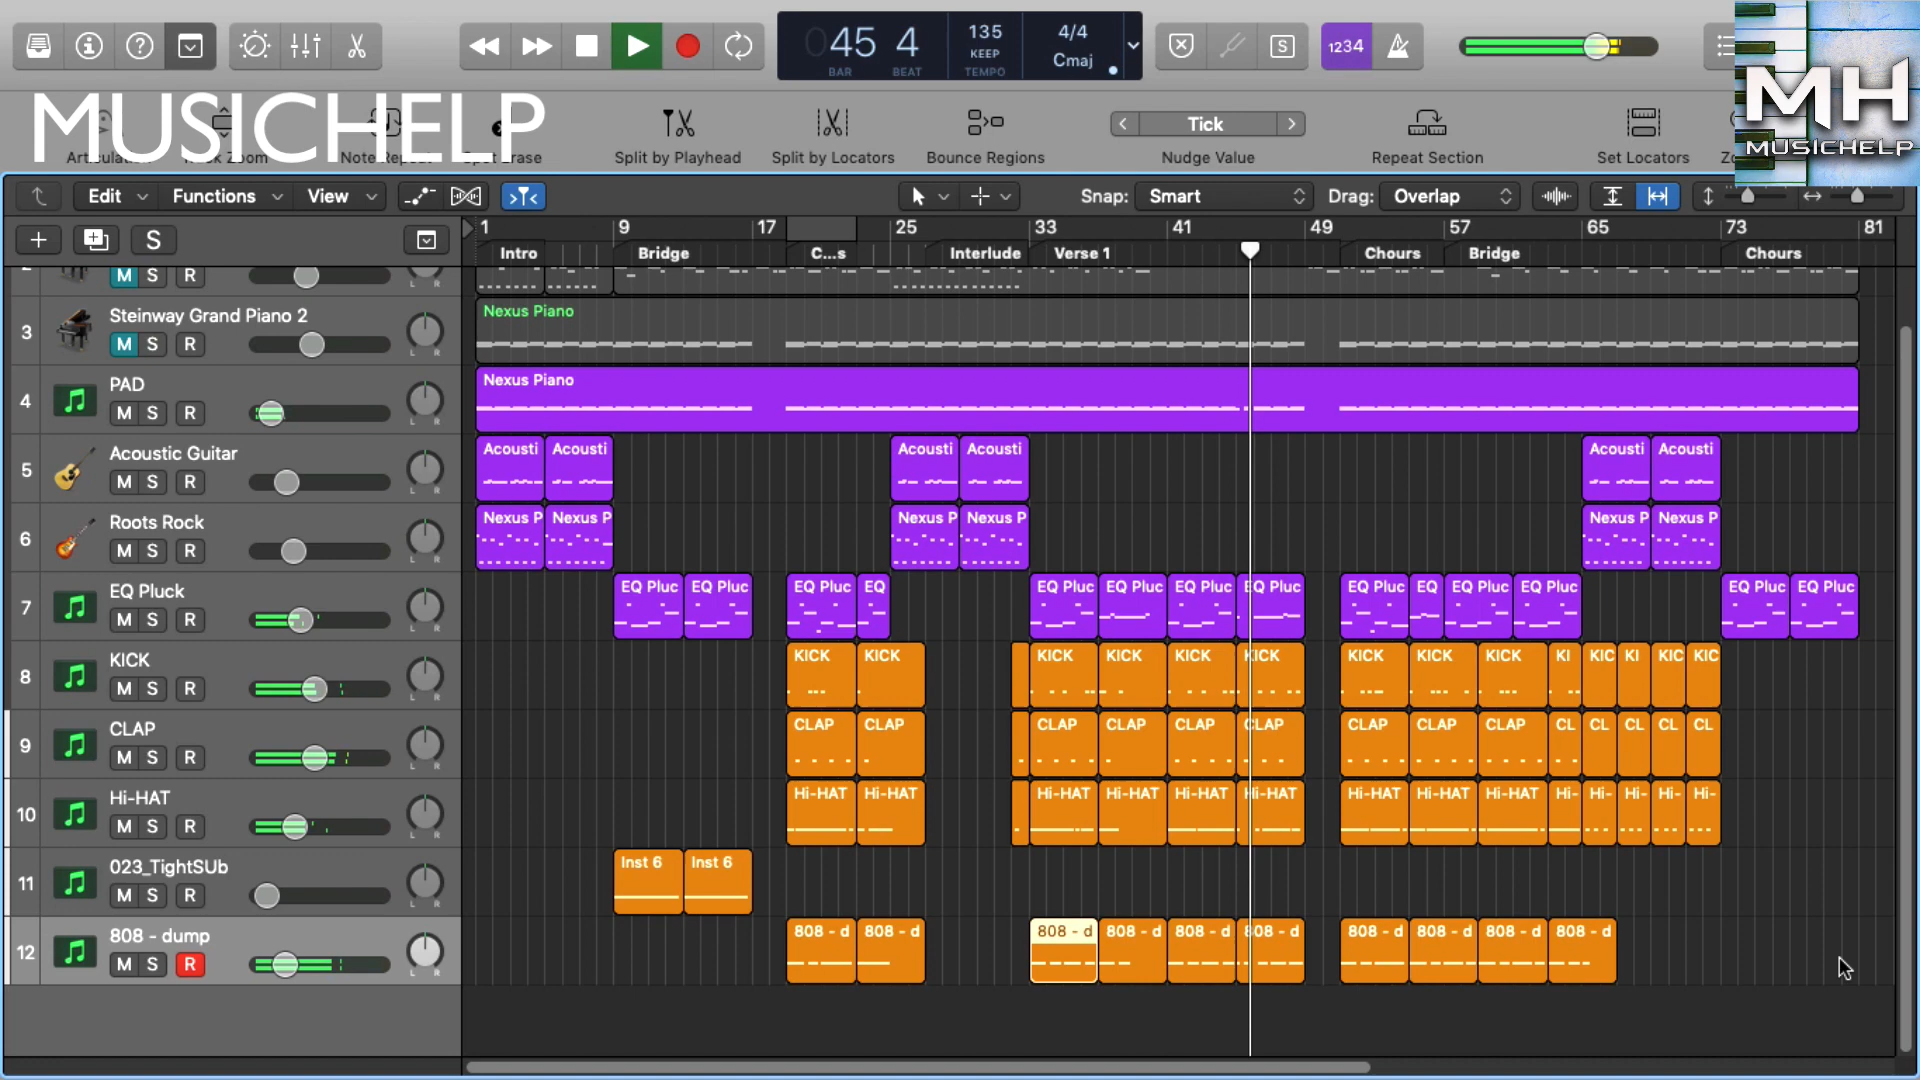 045 4 135 4/4
KEEP Cmaj
BAR BEAT TEMPO
S 1234
MUSICHELP
MH
MUSICHELP
Split by Playhead Split by Locators Bounce Regions Tick Nudge Value Repeat Section Set Locators
Edit Functions View Snap: Smart Drag: Overlap
S 1 9 17 25 33 41 49 57 65 73 81
Intro Bridge C...s Interlude Verse 1 Chours Bridge Chours
M S R
3 Steinway Grand Piano 2 Nexus Piano
M S R L R
4 PAD Nexus Piano
M S R L R
5 Acoustic Guitar Acousti Acousti Acousti Acousti Acousti Acousti
M S R L R
6 Roots Rock Nexus P Nexus P Nexus P Nexus P Nexus P Nexus P
M S R L R
7 EQ Pluck EQ Pluc EQ Pluc EQ Pluc EQ EQ Pluc EQ Pluc EQ Pluc EQ Pluc EQ Pluc EQ EQ Pluc EQ Pluc EQ Pluc EQ Pluc
M S R L R
8 KICK KICK KICK KICK KICK KICK KICK KICK KICK KICK KI KIC KI KIC KIC
M S R L R
9 CLAP CLAP CLAP CLAP CLAP CLAP CLAP CLAP CLAP CLAP CL CL CL CL CL
M S R L R
10 Hi-HAT Hi-HAT Hi-HAT Hi-HAT Hi-HAT Hi-HAT Hi-HAT Hi-HAT Hi-HAT Hi-HAT Hi- Hi- Hi- Hi- Hi-
M S R L R
11 023_TightSUb Inst 6 Inst 6
M S R L R
12 808 - dump 808 - d 808 - d 808 - d 808 - d 808 - d 808 - d 808 - d 808 - d 808 - d 808 - d
M S R L R